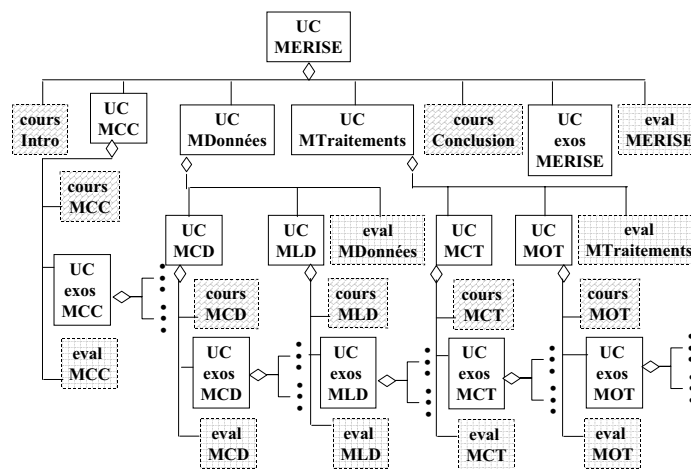 UC
MERISE
cours
Intro
UC
MCC
UC
MDonnées
UC
MTraitements
cours
Conclusion
UC
exos
MERISE
eval
MERISE
cours
MCC
UC
MCD
UC
MLD
eval
MDonnées
UC
MCT
UC
MOT
eval
MTraitements
UC
exos
MCC
cours
MCD
cours
MLD
cours
MCT
cours
MOT
eval
MCC
UC
exos
MCD
UC
exos
MLD
UC
exos
MCT
UC
exos
MOT
eval
MCD
eval
MLD
eval
MCT
eval
MOT